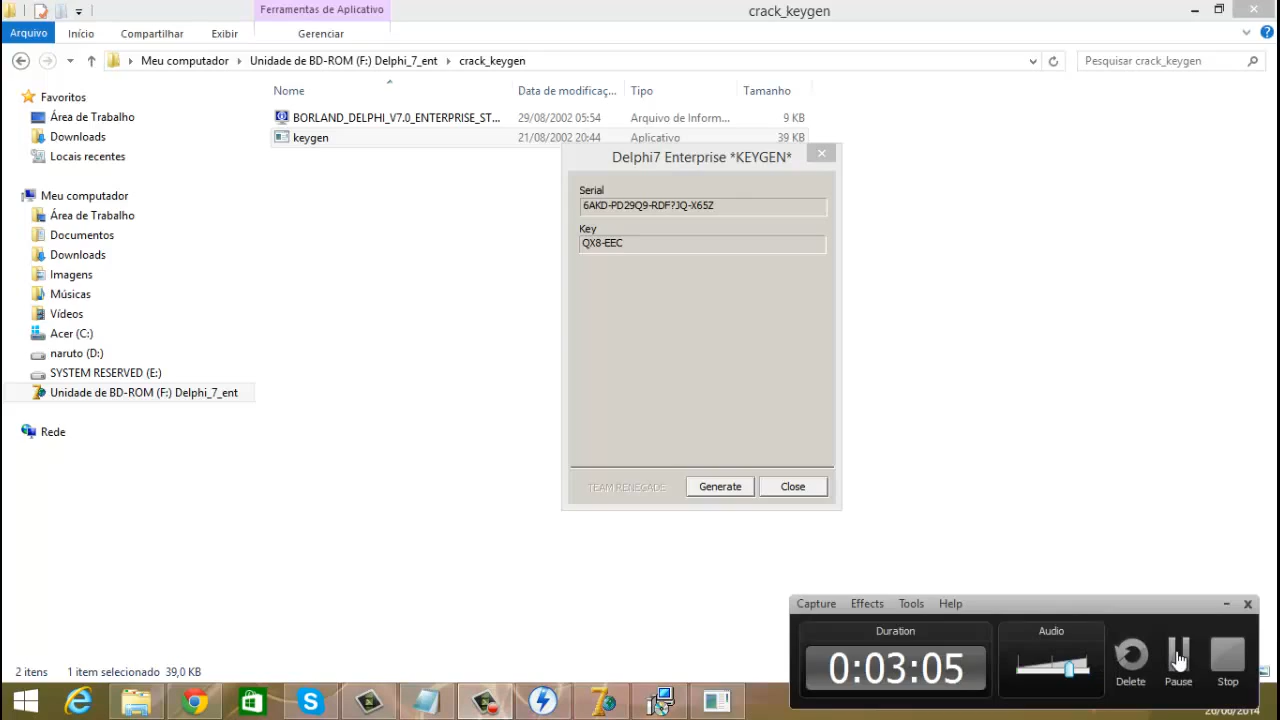 Ferramentas de Aplicativo
crack_keygen
Arquivo Início Compartilhar Exibir Gerenciar
Meu computador Unidade de BD-ROM (F:) Delphi_7_ent crack_keygen
Pesquisar crack_keygen
Nome Data de modificaç... Tipo Tamanho
BORLAND_DELPHI_V7.0_ENTERPRISE_ST... 29/08/2002 05:54 Arquivo de Inform... 9 KB
keygen 21/08/2002 20:44 Aplicativo 39 KB
Favoritos
Área de Trabalho
Downloads
Locais recentes
Meu computador
Área de Trabalho
Documentos
Downloads
Imagens
Músicas
Vídeos
Acer (C:)
naruto (D:)
SYSTEM RESERVED (E:)
Unidade de BD-ROM (F:) Delphi_7_ent
Rede
Delphi7 Enterprise *KEYGEN*
Serial
6AKD-PD29Q9-RDF?JQ-X65Z
Key
QX8-EEC
TEAM RENEGADE Generate Close
Capture Effects Tools Help
Duration
0:03:05
Audio
Delete Pause Stop
2 itens 1 item selecionado 39,0 KB
26/06/2014